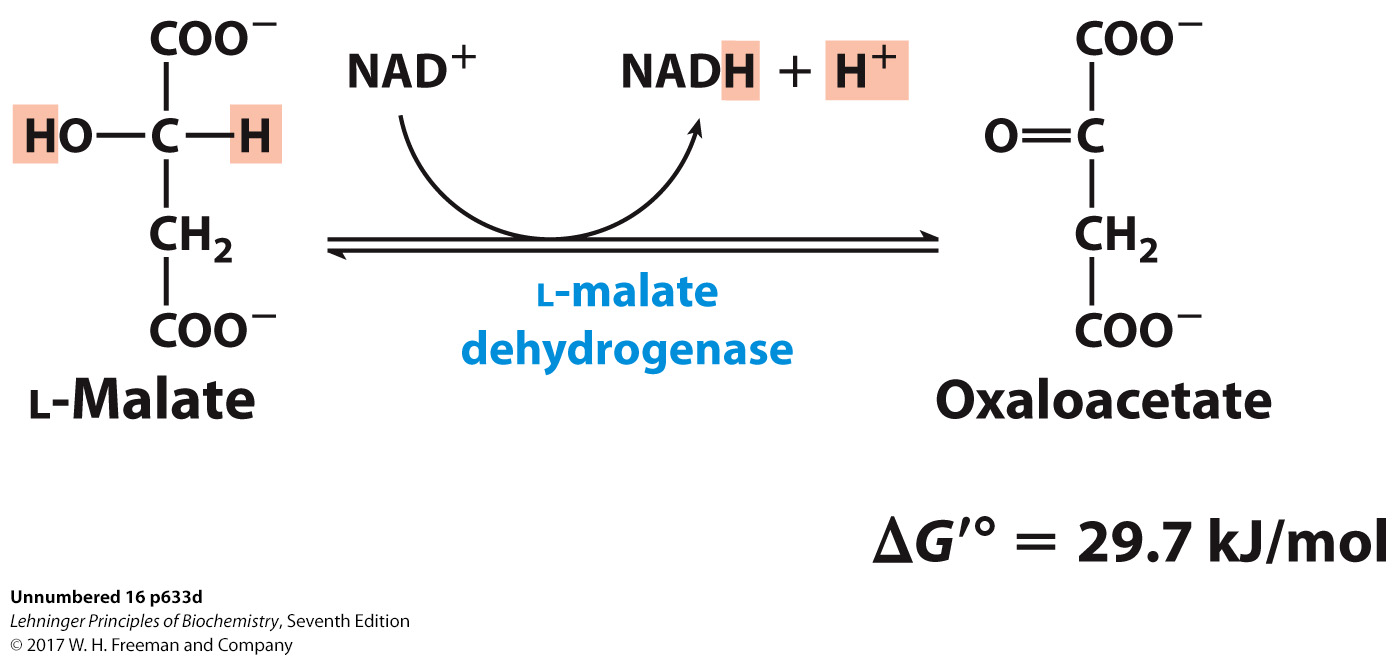 COO⁻
HO—C—H
CH₂
COO⁻
L-Malate
NAD⁺
NADH + H⁺
L-malate
dehydrogenase
COO⁻
O=C
CH₂
COO⁻
Oxaloacetate
ΔG′° = 29.7 kJ/mol
Unnumbered 16 p633d
Lehninger Principles of Biochemistry, Seventh Edition
© 2017 W. H. Freeman and Company